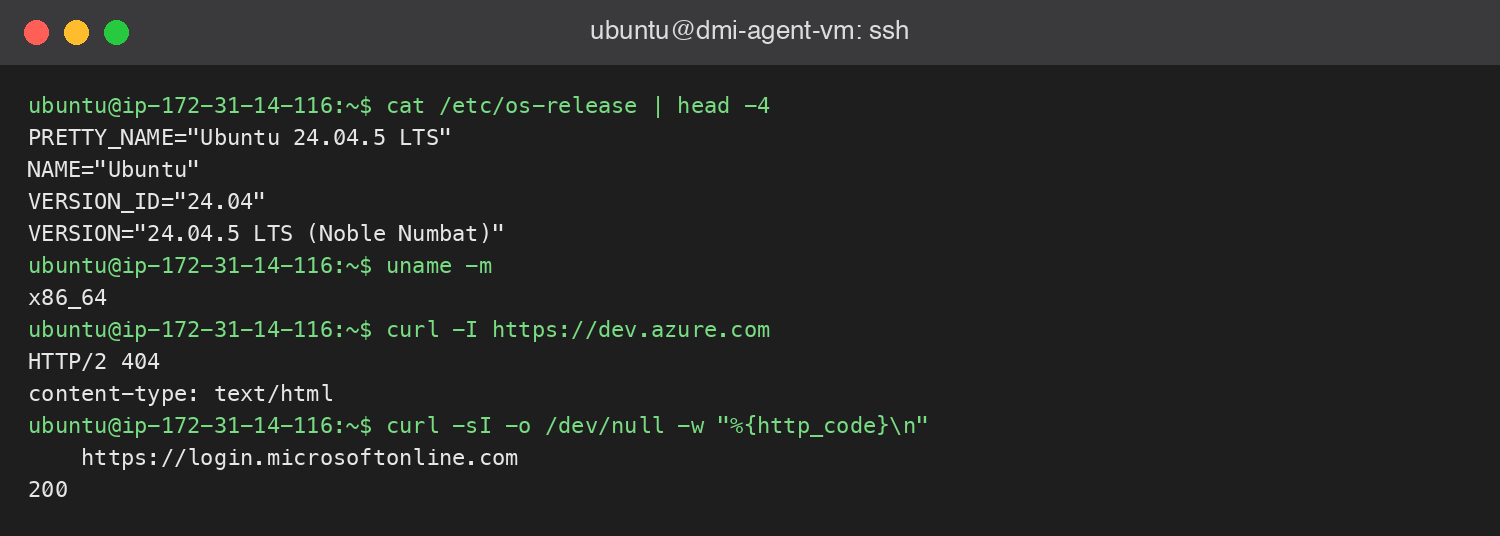 ubuntu@dmi-agent-vm: ssh
ubuntu@ip-172-31-14-116:~$ cat /etc/os-release | head -4
PRETTY_NAME="Ubuntu 24.04.5 LTS"
NAME="Ubuntu"
VERSION_ID="24.04"
VERSION="24.04.5 LTS (Noble Numbat)"
ubuntu@ip-172-31-14-116:~$ uname -m
x86_64
ubuntu@ip-172-31-14-116:~$ curl -I https://dev.azure.com
HTTP/2 404
content-type: text/html
ubuntu@ip-172-31-14-116:~$ curl -sI -o /dev/null -w "%{http_code}\n"
    https://login.microsoftonline.com
200